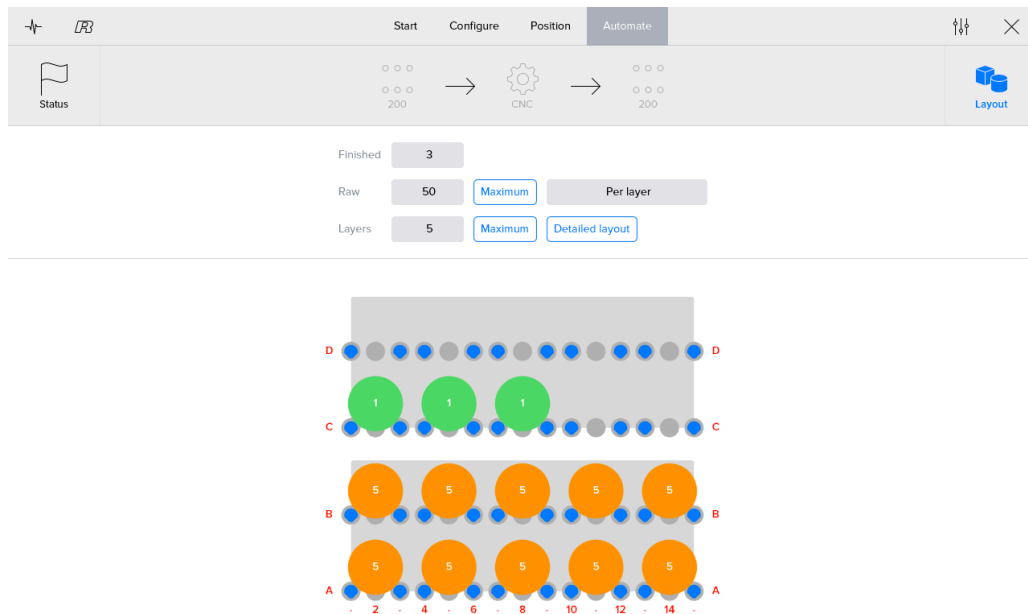 Start Configure Position Automate
Status
200
CNC
200
Layout
Finished 3
Raw 50 Maximum Per layer
Layers 5 Maximum Detailed layout
D D
1 1 1
C C
5 5 5 5 5
B B
5 5 5 5 5
A A
· 2 · 4 · 6 · 8 · 10 · 12 · 14 ·